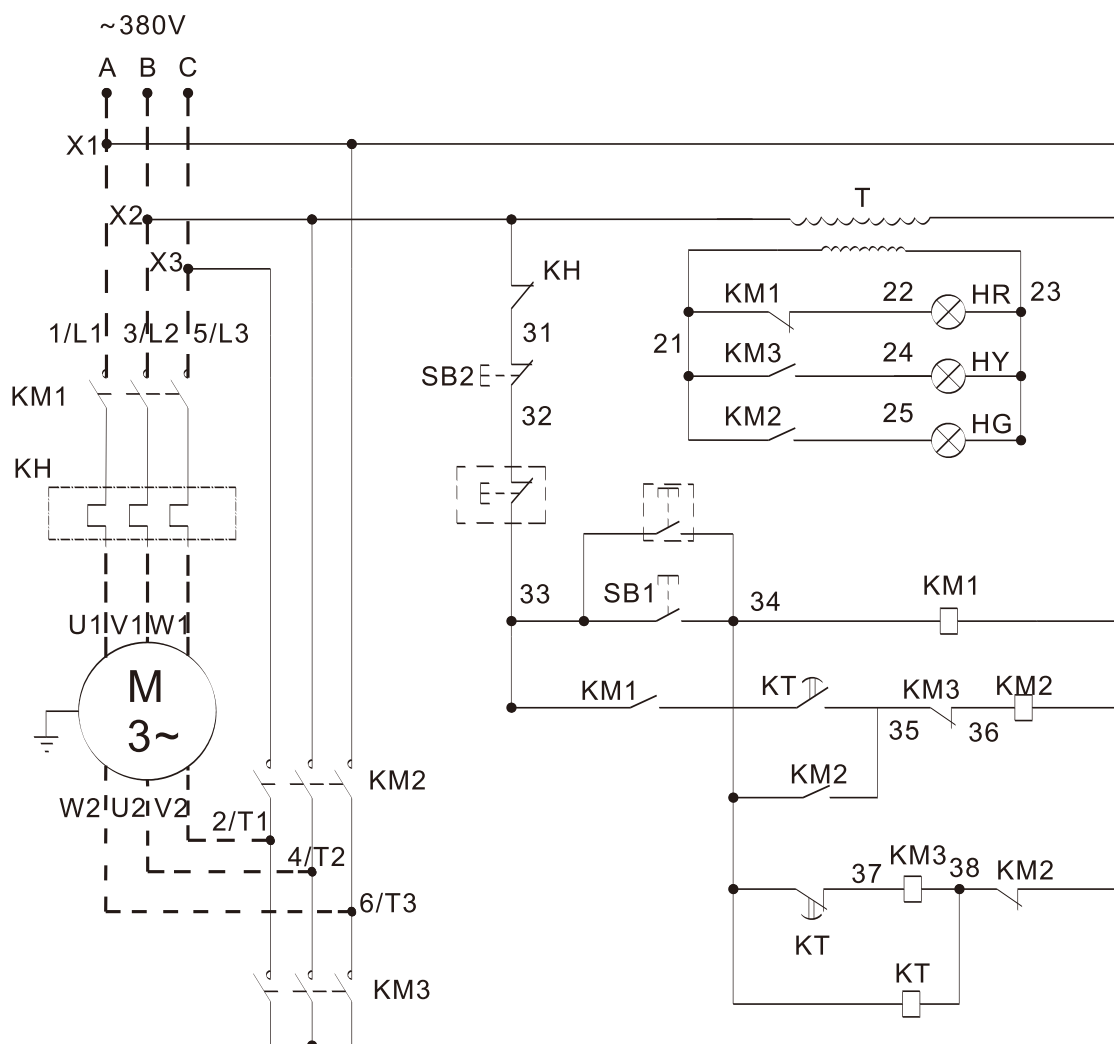 ~380V
A B C
X1
X2
T
X3
KH
KM1 22 HR 23
31
1/L1 3/L2 5/L3
21
KM3 24 HY
SB2
KM1
32
KM2 25 HG
KH
33 SB1 34 KM1
U1 V1 W1
M
3~
KM1 KT KM3 KM2
35 36
KM2
KM2
W2 U2 V2 2/T1
4/T2
37 KM3 38 KM2
6/T3
KT
KT
KM3